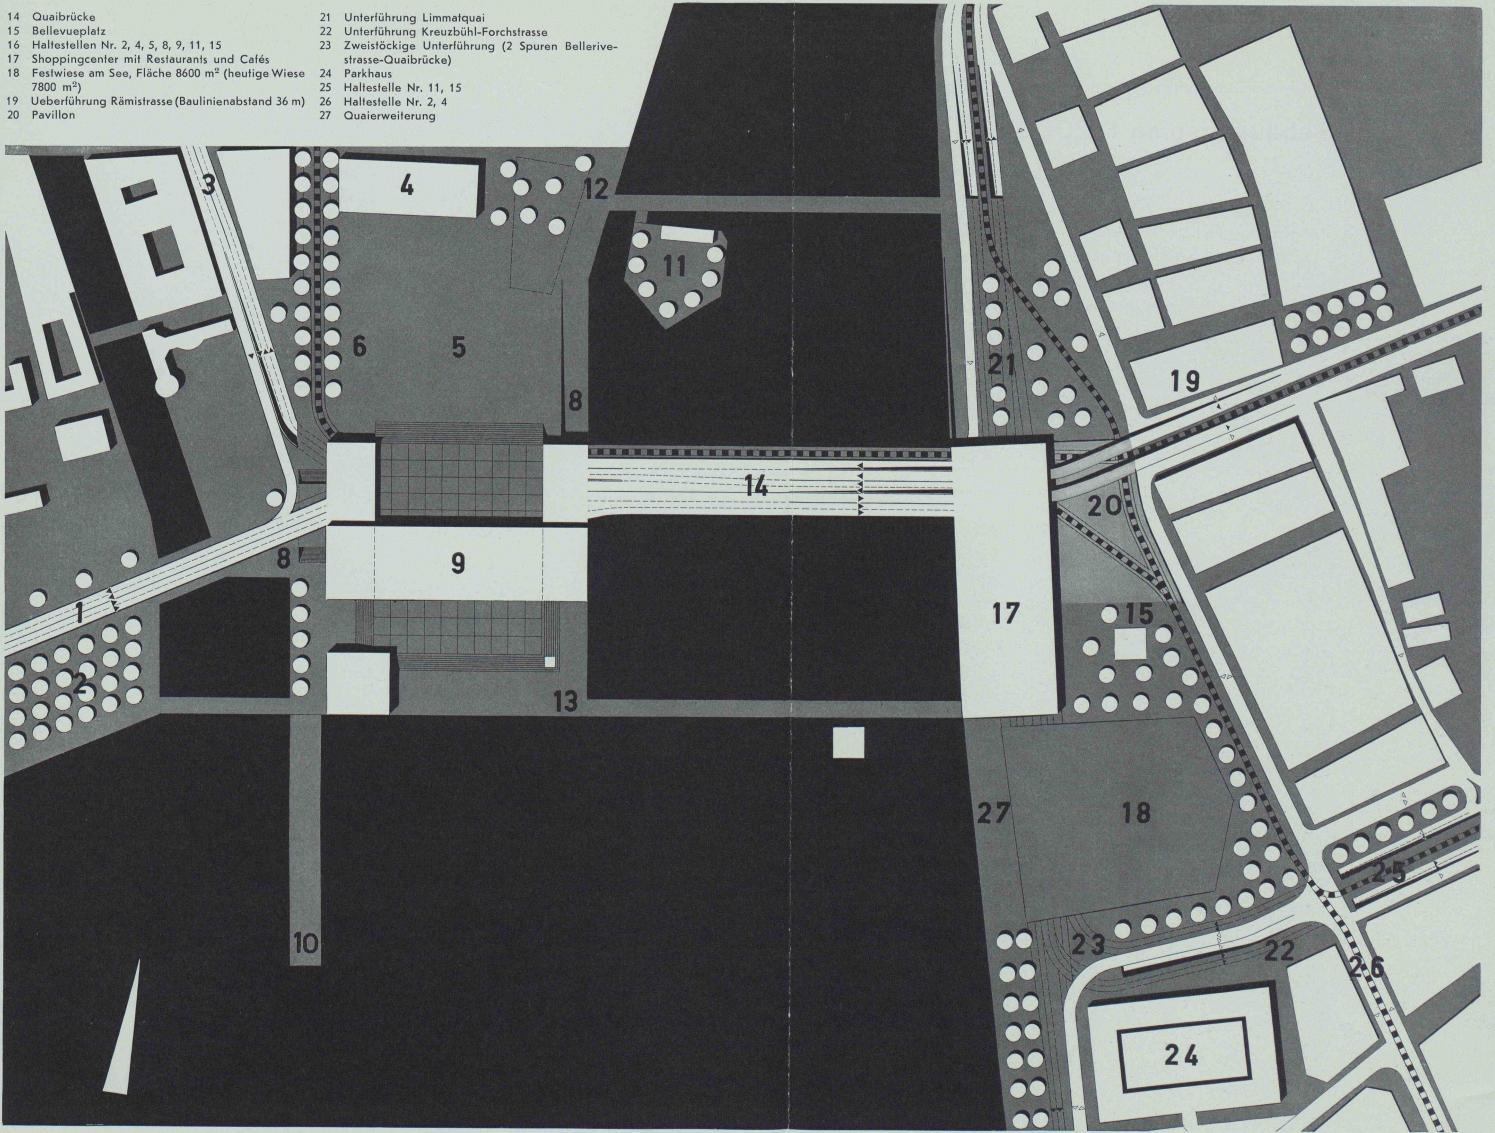 14 Quaibrücke
15 Bellevueplatz
16 Haltestellen Nr. 2, 4, 5, 8, 9, 11, 15
17 Shoppingcenter mit Restaurants und Cafés
18 Festwiese am See, Fläche 8600 m² (heutige Wiese
7800 m²)
19 Ueberführung Rämistrasse (Baulinienabstand 36 m)
20 Pavillon
21 Unterführung Limmatquai
22 Unterführung Kreuzbühl-Forchstrasse
23 Zweistöckige Unterführung (2 Spuren Bellerive-
strasse-Quaibrücke)
24 Parkhaus
25 Haltestelle Nr. 11, 15
26 Haltestelle Nr. 2, 4
27 Quaierweiterung
3
4
12
11
6
5
8
21
19
14
20
8
9
1
17
15
2
13
27
18
25
10
23
22
26
24